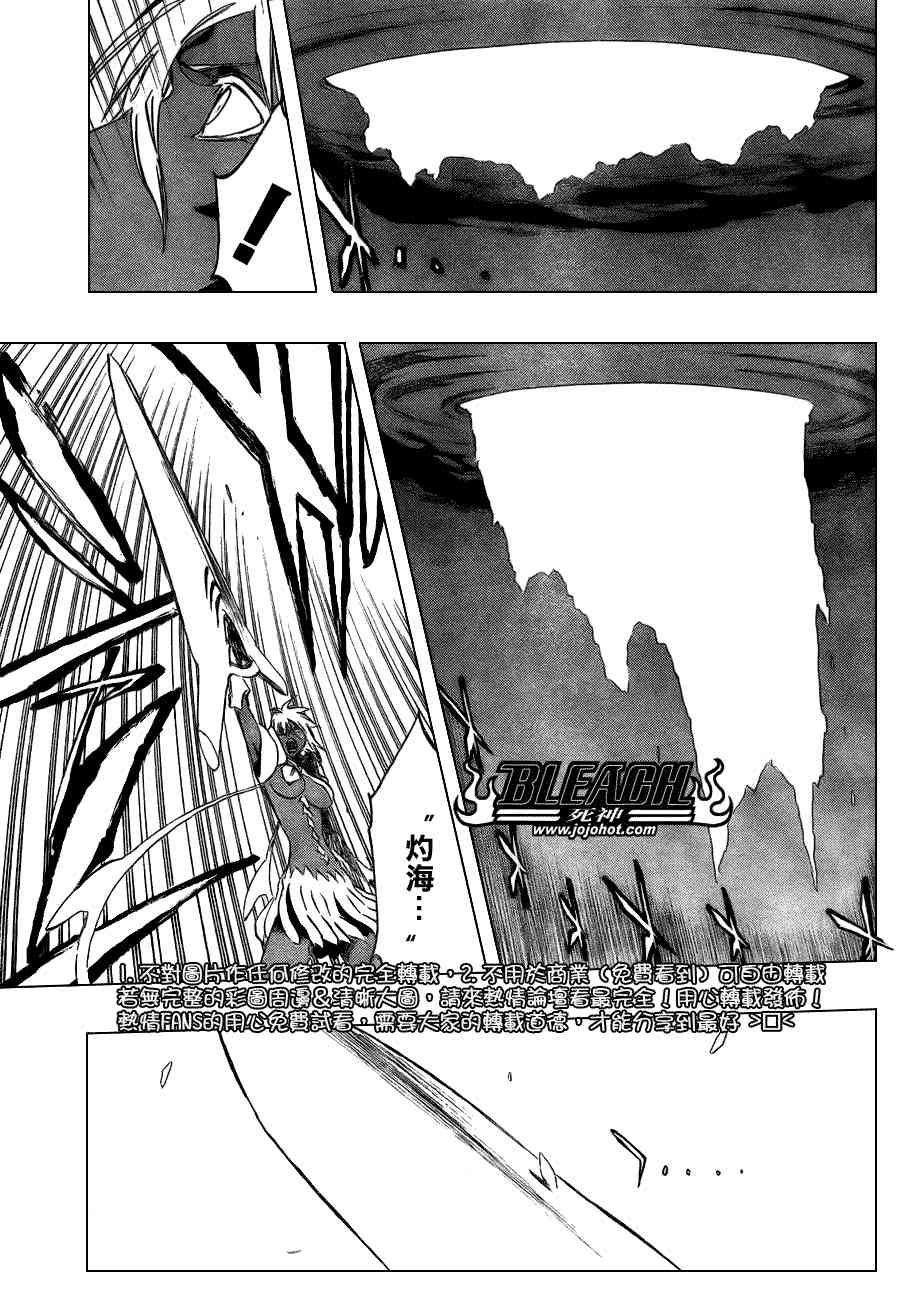 ！
BLEACH
死神
www.jojohot.com
"灼海…"
1. 不對圖片作任何修改的完全轉載，2. 不用於商業（免費看到）可自由轉載
若無完整的彩圖周邊＆清晰大圖，請來熱情論壇看最完全！用心轉載發佈！
熱情FANS的用心免費試看，需要大家的轉載道德，才能分享到最好 >口<